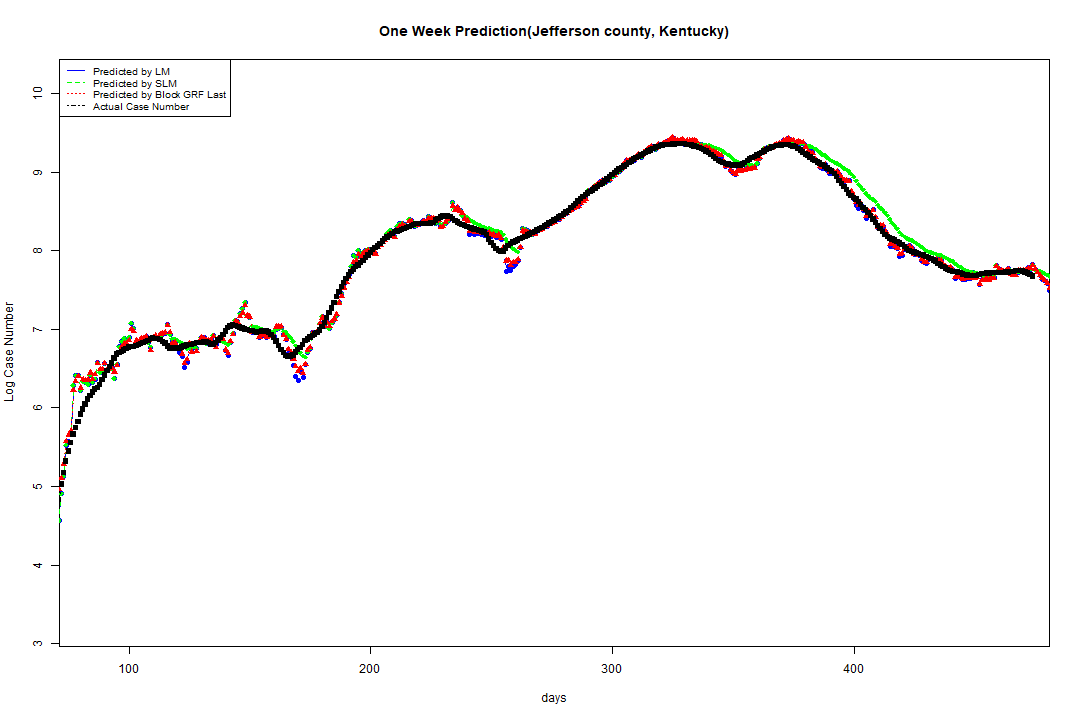 One Week Prediction(Jefferson county, Kentucky)
Predicted by LM
Predicted by SLM
Predicted by Block GRF Last
Actual Case Number
10
9
8
7
6
5
4
3
Log Case Number
100 200 300 400
days